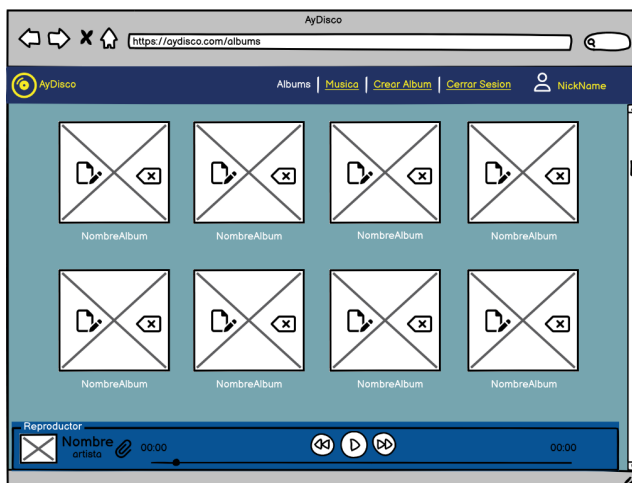 AyDisco
https://aydisco.com/albums
AyDisco
Albums | Musica | Crear Album | Cerrar Sesion
NickName
NombreAlbum NombreAlbum NombreAlbum NombreAlbum
NombreAlbum NombreAlbum NombreAlbum NombreAlbum
Reproductor
Nombre
artista
00:00
00:00